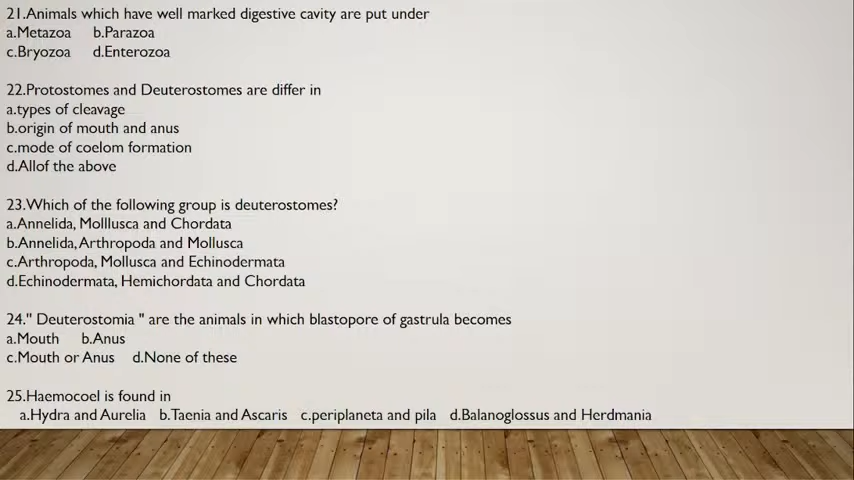 21.Animals which have well marked digestive cavity are put under
a.Metazoa b.Parazoa
c.Bryozoa d.Enterozoa
22.Protostomes and Deuterostomes are differ in
a.types of cleavage
b.origin of mouth and anus
c.mode of coelom formation
d.Allof the above
23.Which of the following group is deuterostomes?
a.Annelida, Molllusca and Chordata
b.Annelida,Arthropoda and Mollusca
c.Arthropoda, Mollusca and Echinodermata
d.Echinodermata, Hemichordata and Chordata
24." Deuterostomia " are the animals in which blastopore of gastrula becomes
a.Mouth b.Anus
c.Mouth or Anus d.None of these
25.Haemocoel is found in
a.Hydra and Aurelia b.Taenia and Ascaris c.periplaneta and pila d.Balanoglossus and Herdmania